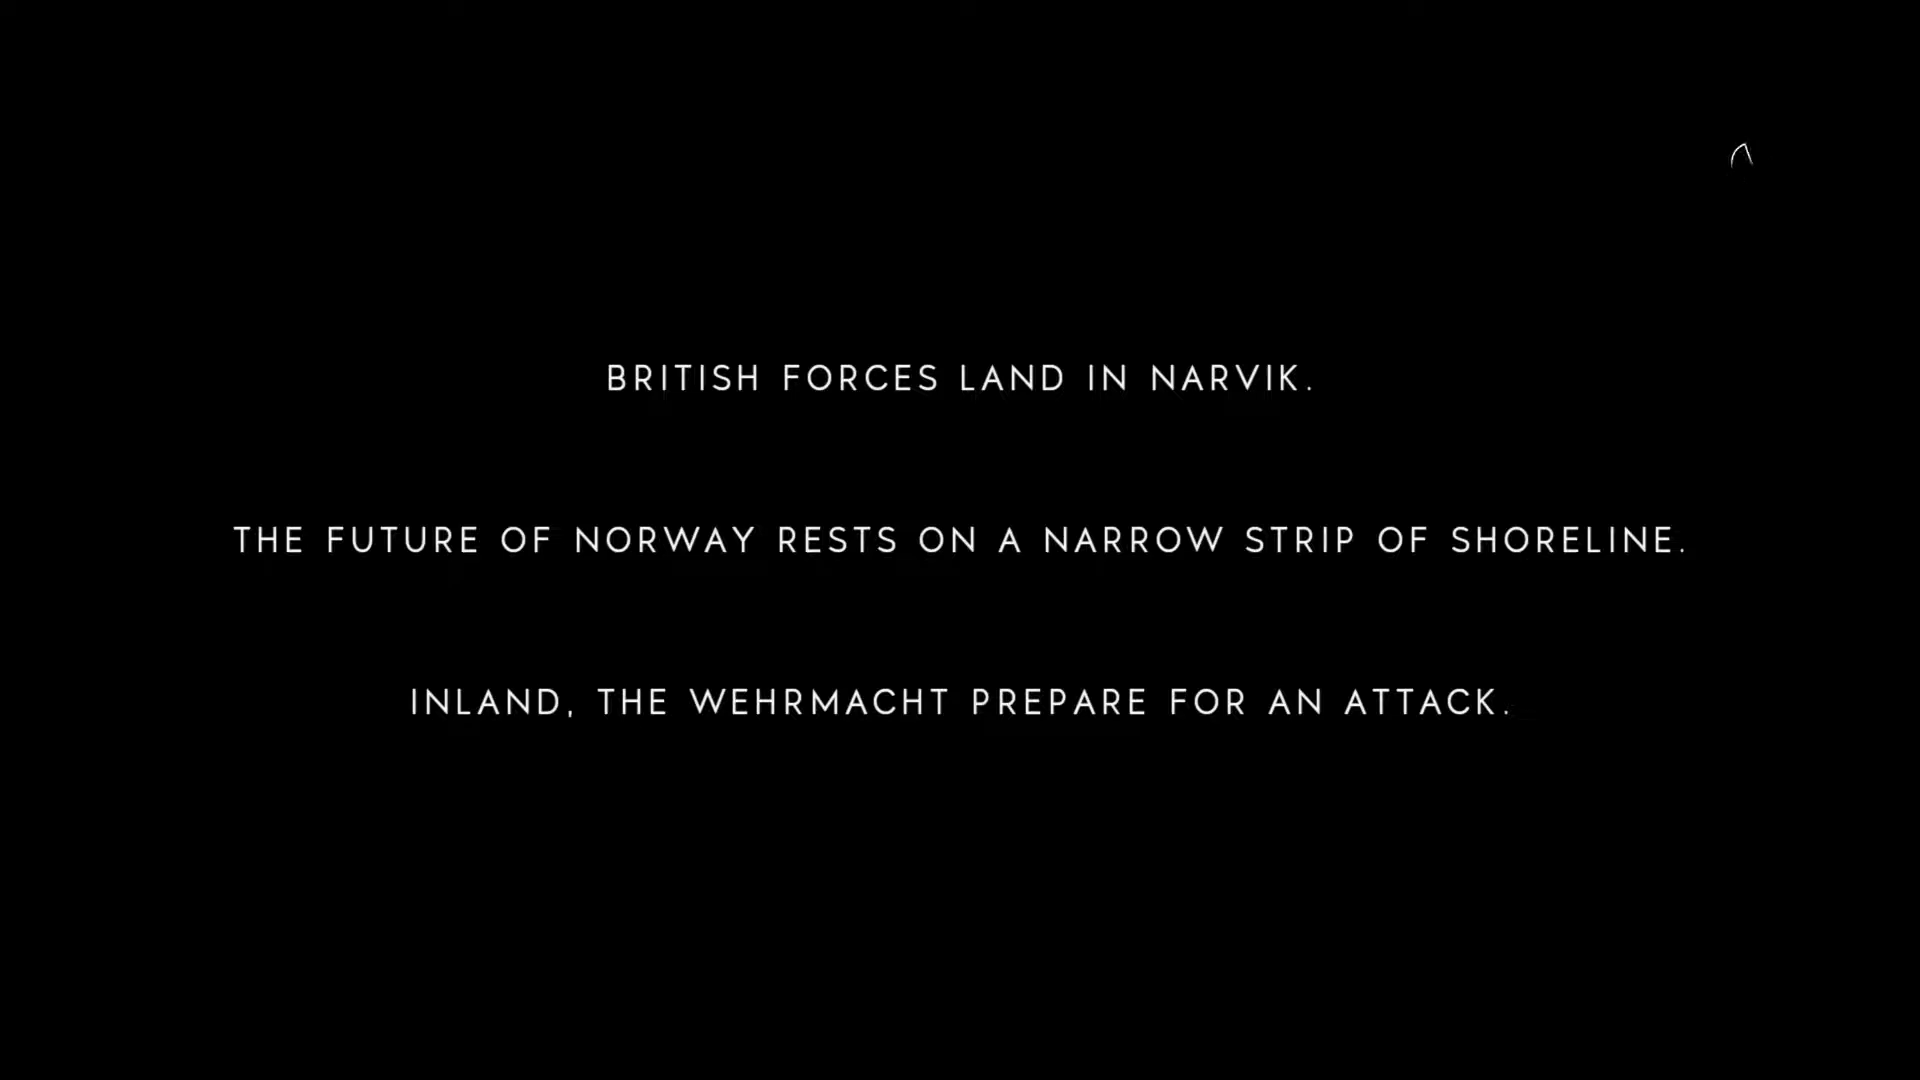 BRITISH FORCES LAND IN NARVIK.
THE FUTURE OF NORWAY RESTS ON A NARROW STRIP OF SHORELINE.
INLAND, THE WEHRMACHT PREPARE FOR AN ATTACK.